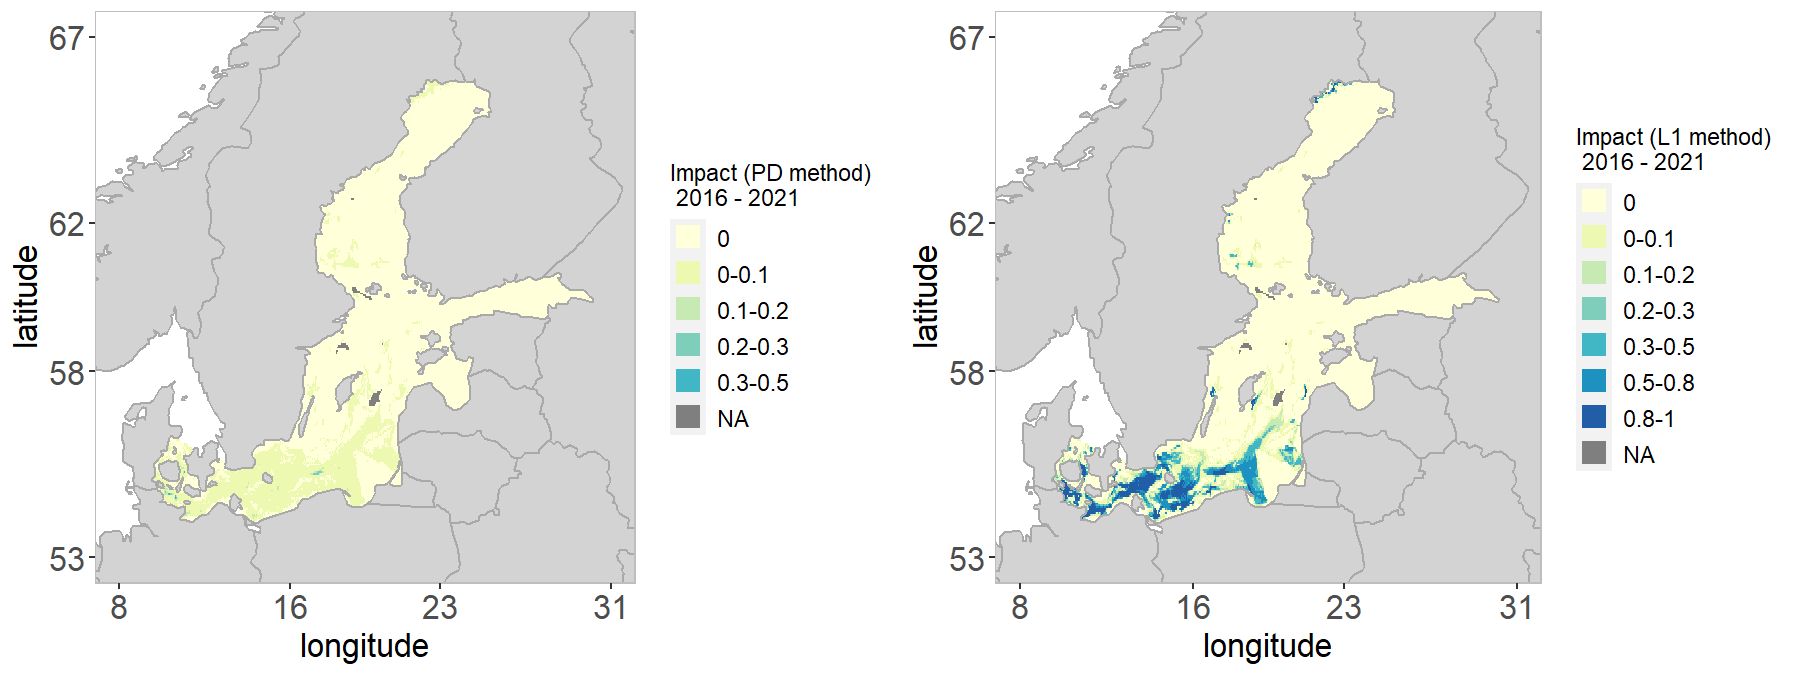 67
62
58
53
latitude
8
16
23
31
longitude
Impact (PD method)
2016 - 2021
0
0-0.1
0.1-0.2
0.2-0.3
0.3-0.5
NA
67
62
58
53
latitude
8
16
23
31
longitude
Impact (L1 method)
2016 - 2021
0
0-0.1
0.1-0.2
0.2-0.3
0.3-0.5
0.5-0.8
0.8-1
NA